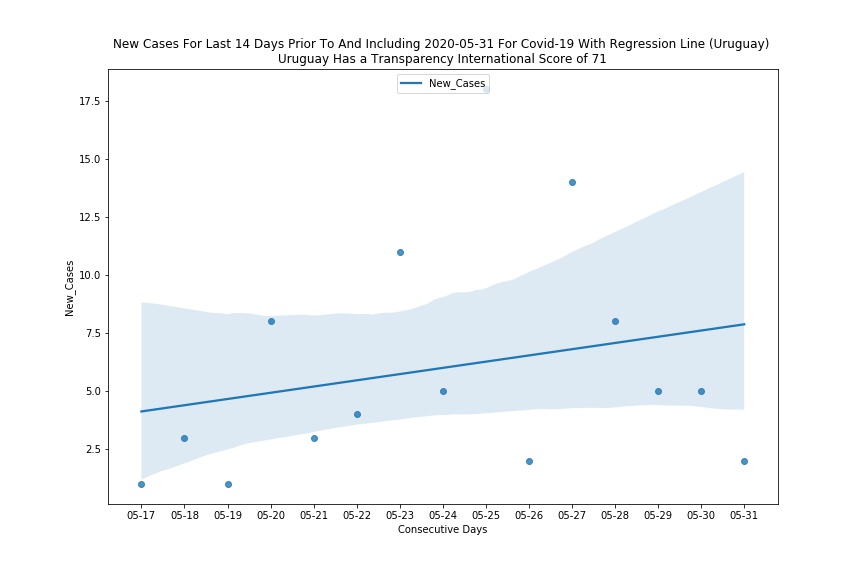 New Cases For Last 14 Days Prior To And Including 2020-05-31 For Covid-19 With Regression Line (Uruguay)
Uruguay Has a Transparency International Score of 71
New_Cases
17.5
15.0
12.5
10.0
7.5
5.0
2.5
New_Cases
05-17 05-18 05-19 05-20 05-21 05-22 05-23 05-24 05-25 05-26 05-27 05-28 05-29 05-30 05-31
Consecutive Days